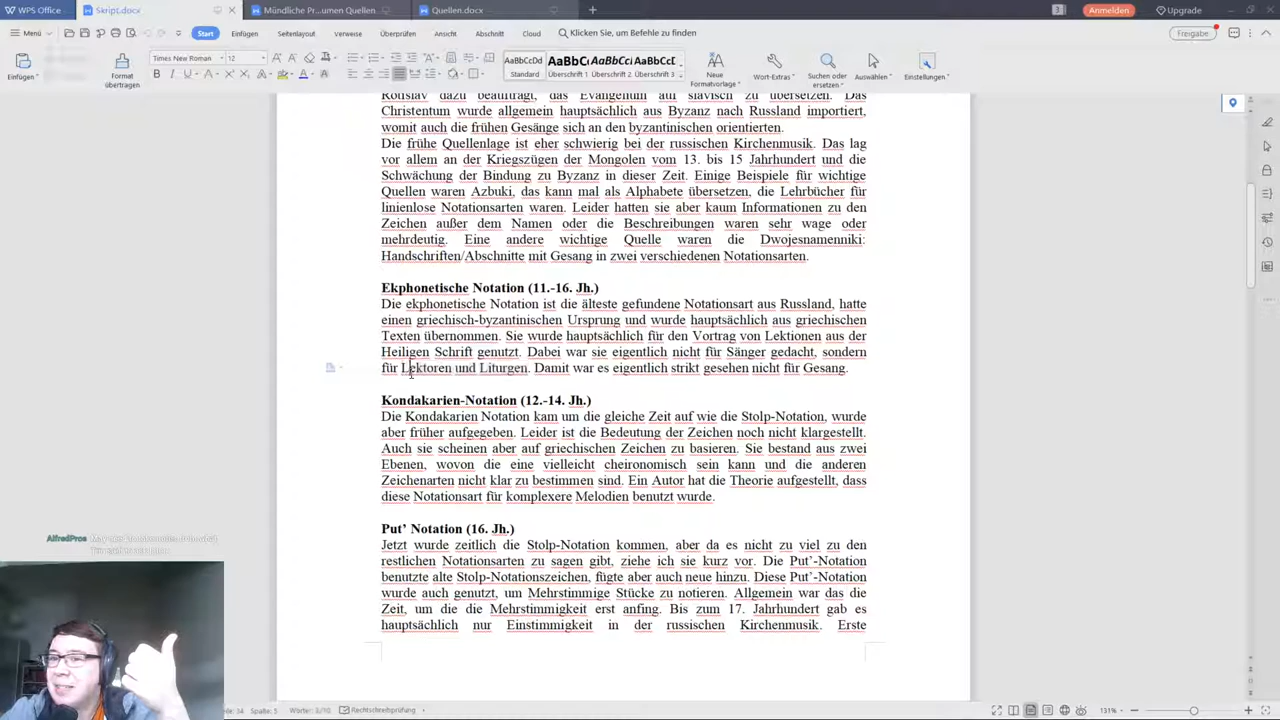 WPS Office
Skript.docx
Mündliche Pr...umen Quellen
Quellen.docx
3
Anmelden
Upgrade
Menü
Start
Einfügen
Seitenlayout
Verweise
Überprüfen
Ansicht
Abschnitt
Cloud
Klicken Sie, um Befehle zu finden
Freigabe
Einfügen
Format übertragen
Times New Roman
12
AaBbCcDd
AaBbC
AaBbCc
AaBbCcD
Standard
Überschrift 1
Überschrift 2
Überschrift 3
Neue Formatvorlage
Wort-Extras
Suchen oder ersetzen
Auswählen
Einstellungen
Rotislav dazu beauftragt, das Evangelium auf slavisch zu übersetzen. Das
Christentum wurde allgemein hauptsächlich aus Byzanz nach Russland importiert,
womit auch die frühen Gesänge sich an den byzantinischen orientierten.
Die frühe Quellenlage ist eher schwierig bei der russischen Kirchenmusik. Das lag
vor allem an der Kriegszügen der Mongolen vom 13. bis 15 Jahrhundert und die
Schwächung der Bindung zu Byzanz in dieser Zeit. Einige Beispiele für wichtige
Quellen waren Azbuki, das kann mal als Alphabete übersetzen, die Lehrbücher für
linienlose Notationsarten waren. Leider hatten sie aber kaum Informationen zu den
Zeichen außer dem Namen oder die Beschreibungen waren sehr wage oder
mehrdeutig. Eine andere wichtige Quelle waren die Dwojesnamenniki:
Handschriften/Abschnitte mit Gesang in zwei verschiedenen Notationsarten.
Ekphonetische Notation (11.-16. Jh.)
Die ekphonetische Notation ist die älteste gefundene Notationsart aus Russland, hatte
einen griechisch-byzantinischen Ursprung und wurde hauptsächlich aus griechischen
Texten übernommen. Sie wurde hauptsächlich für den Vortrag von Lektionen aus der
Heiligen Schrift genutzt. Dabei war sie eigentlich nicht für Sänger gedacht, sondern
für Lektoren und Liturgen. Damit war es eigentlich strikt gesehen nicht für Gesang.
Kondakarien-Notation (12.-14. Jh.)
Die Kondakarien Notation kam um die gleiche Zeit auf wie die Stolp-Notation, wurde
aber früher aufgegeben. Leider ist die Bedeutung der Zeichen noch nicht klargestellt.
Auch sie scheinen aber auf griechischen Zeichen zu basieren. Sie bestand aus zwei
Ebenen, wovon die eine vielleicht cheironomisch sein kann und die anderen
Zeichenarten nicht klar zu bestimmen sind. Ein Autor hat die Theorie aufgestellt, dass
diese Notationsart für komplexere Melodien benutzt wurde.
Put' Notation (16. Jh.)
Jetzt wurde zeitlich die Stolp-Notation kommen, aber da es nicht zu viel zu den
restlichen Notationsarten zu sagen gibt, ziehe ich sie kurz vor. Die Put'-Notation
benutzte alte Stolp-Notationszeichen, fügte aber auch neue hinzu. Diese Put'-Notation
wurde auch genutzt, um Mehrstimmige Stücke zu notieren. Allgemein war das die
Zeit, um die die Mehrstimmigkeit erst anfing. Bis zum 17. Jahrhundert gab es
hauptsächlich nur Einstimmigkeit in der russischen Kirchenmusik. Erste
AlfredPros
Spalte: 5
Rechtschreibprüfung
131%